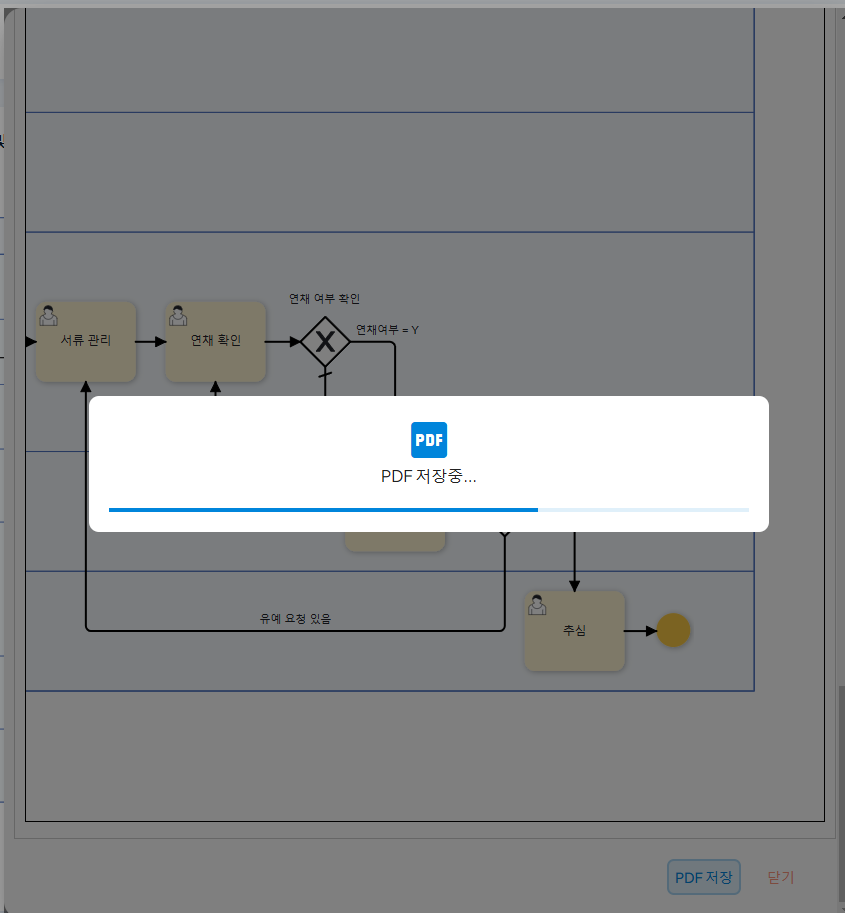 연체 여부 확인
연체여부 = Y
서류 관리
연체 확인
X
PDF
PDF 저장중...
유예 요청 있음
추심
PDF 저장
닫기